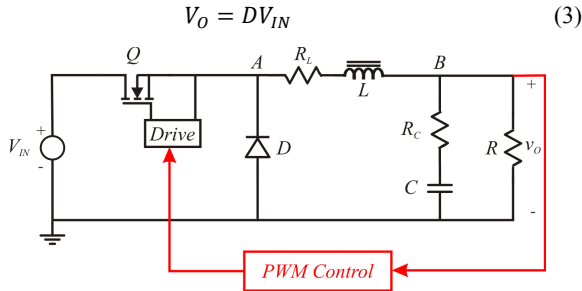 V_O = DV_IN (3)
Q A R_L L B
+
Drive R_C
V_IN + - D R v_O
C
-
PWM Control